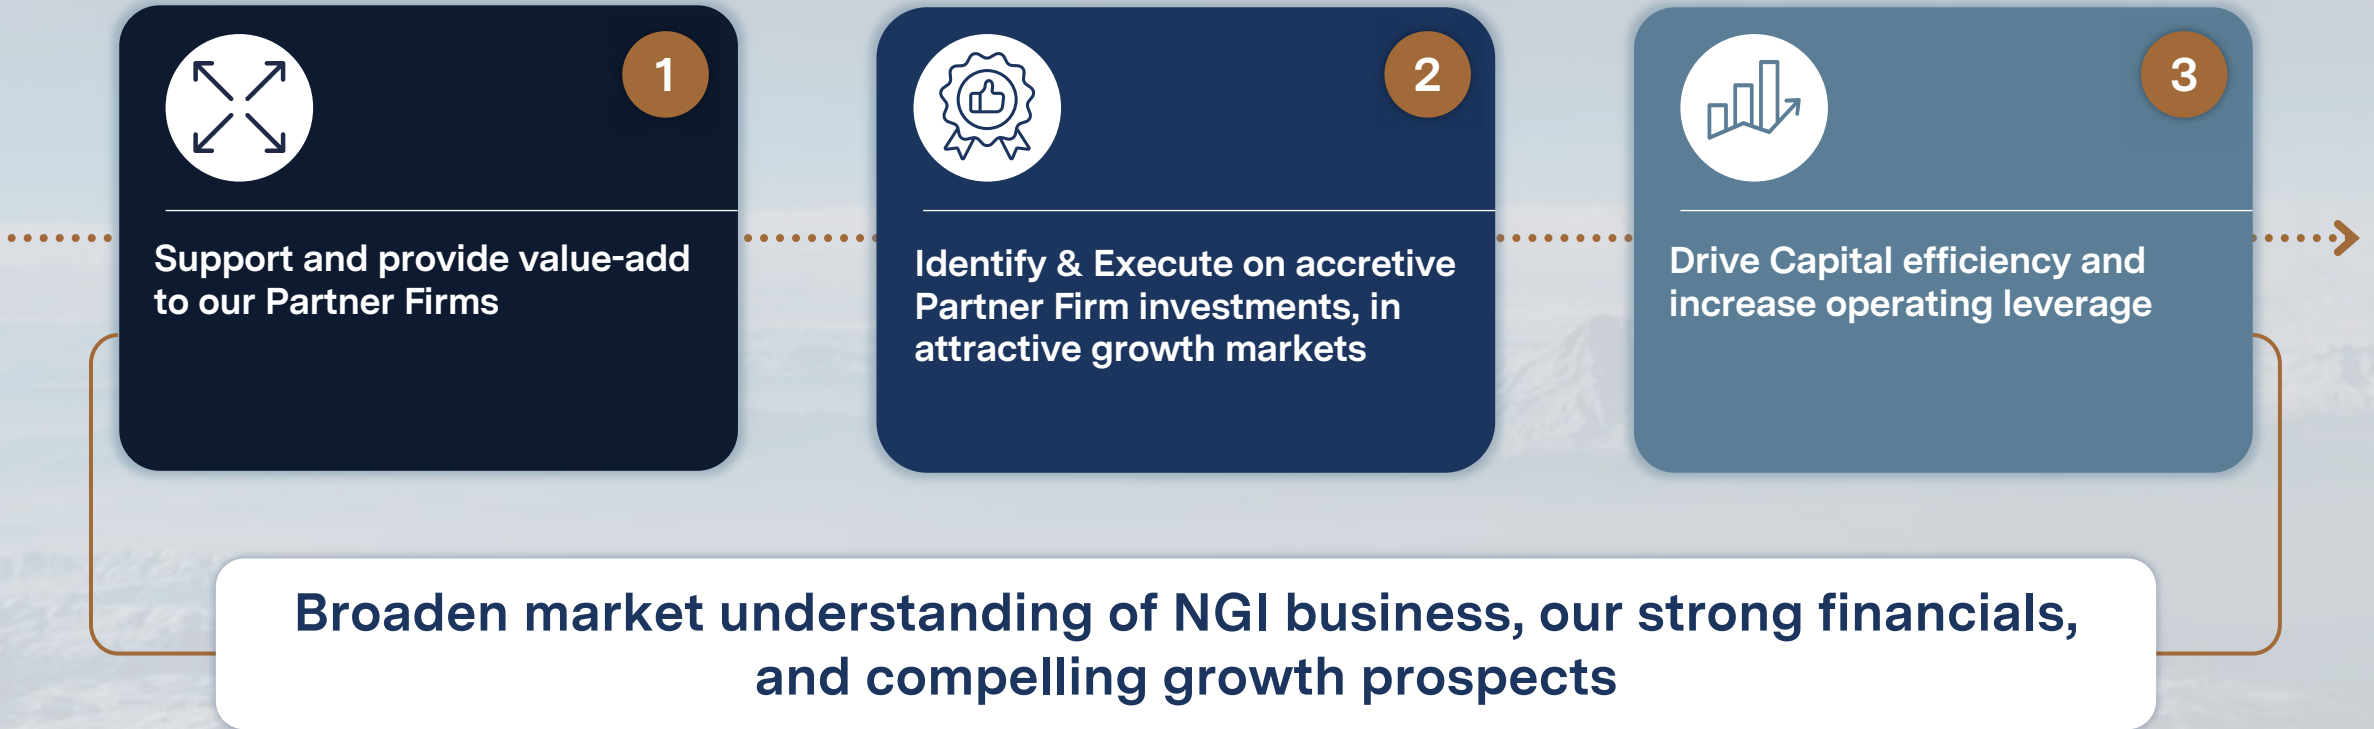 1
Support and provide value-add
to our Partner Firms
2
Identify & Execute on accretive
Partner Firm investments, in
attractive growth markets
3
Drive Capital efficiency and
increase operating leverage
Broaden market understanding of NGI business, our strong financials,
and compelling growth prospects